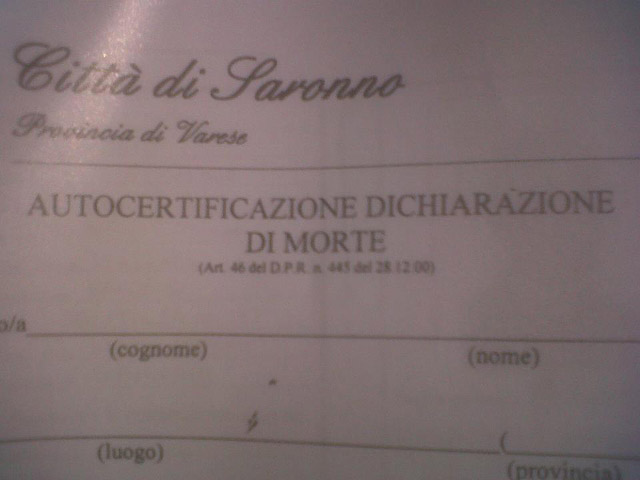 Città di Saronno
Provincia di Varese
AUTOCERTIFICAZIONE DICHIARAZIONE
DI MORTE
(Art. 46 del D.P.R. n. 445 del 28.12.00)
o/a
(cognome) (nome)
(
(luogo) (provincia